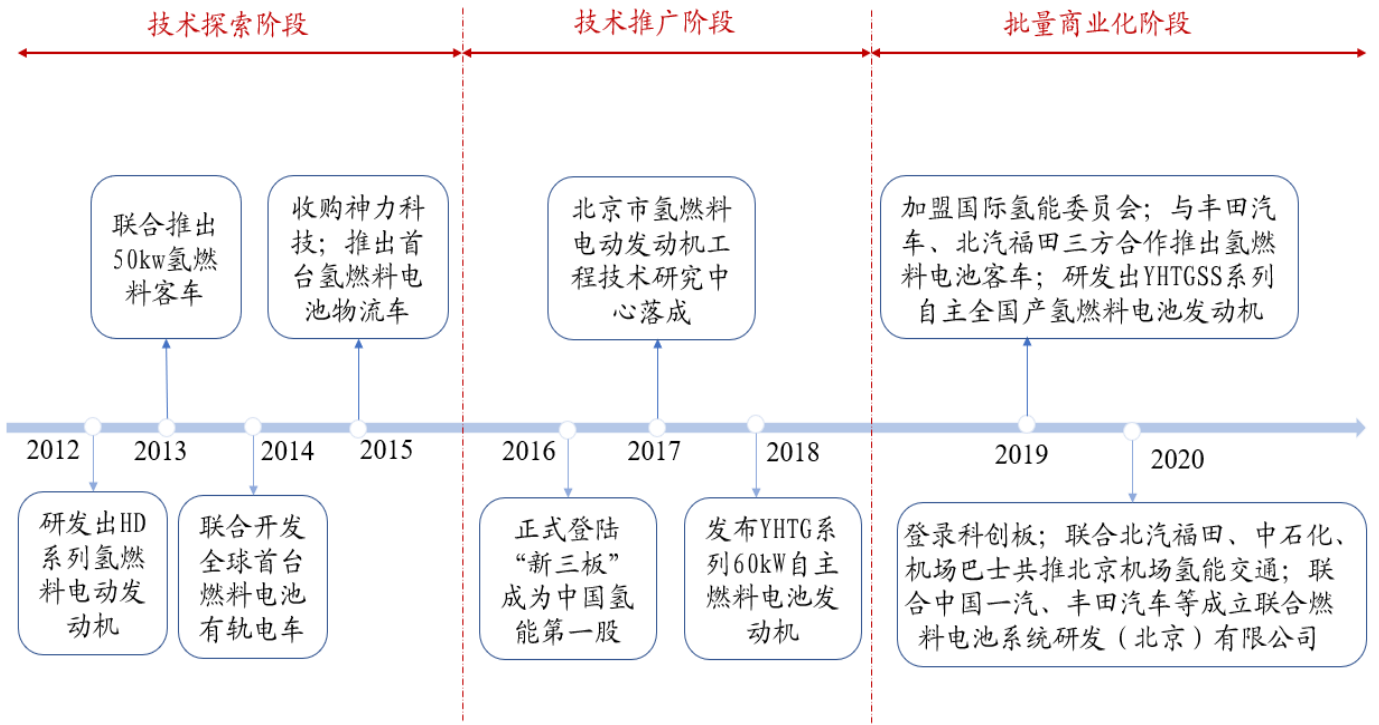 技术探索阶段
技术推广阶段
批量商业化阶段
联合推出
50kw氢燃
料客车
收购神力科
技；推出首
台氢燃料电
池物流车
北京市氢燃料
电动发动机工
程技术研究中
心落成
加盟国际氢能委员会；与丰田汽
车、北汽福田三方合作推出氢燃
料电池客车；研发出YHTGSS系列
自主全国产氢燃料电池发动机
2012
2013
2014
2015
2016
2017
2018
2019
2020
研发出HD
系列氢燃
料电动发
动机
联合开发
全球首台
燃料电池
有轨电车
正式登陆
“新三板”
成为中国氢
能第一股
发布YHTG系
列60kW自主
燃料电池发
动机
登录科创板；联合北汽福田、中石化、
机场巴士共推北京机场氢能交通；联
合中国一汽、丰田汽车等成立联合燃
料电池系统研发（北京）有限公司